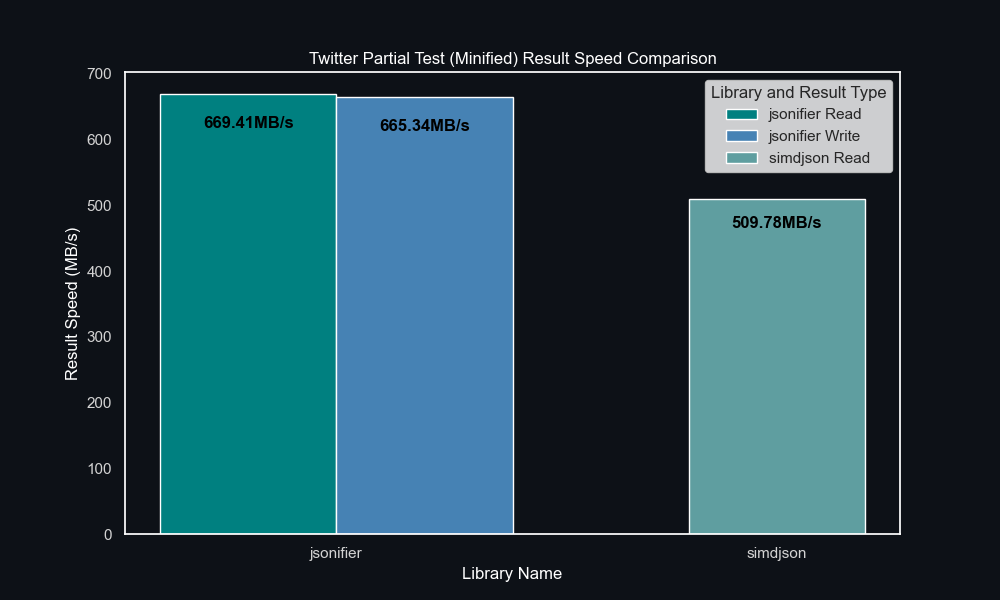 Twitter Partial Test (Minified) Result Speed Comparison
Result Speed (MB/s)
700
600
500
400
300
200
100
0
669.41MB/s
665.34MB/s
509.78MB/s
Library and Result Type
jsonifier Read
jsonifier Write
simdjson Read
jsonifier
simdjson
Library Name